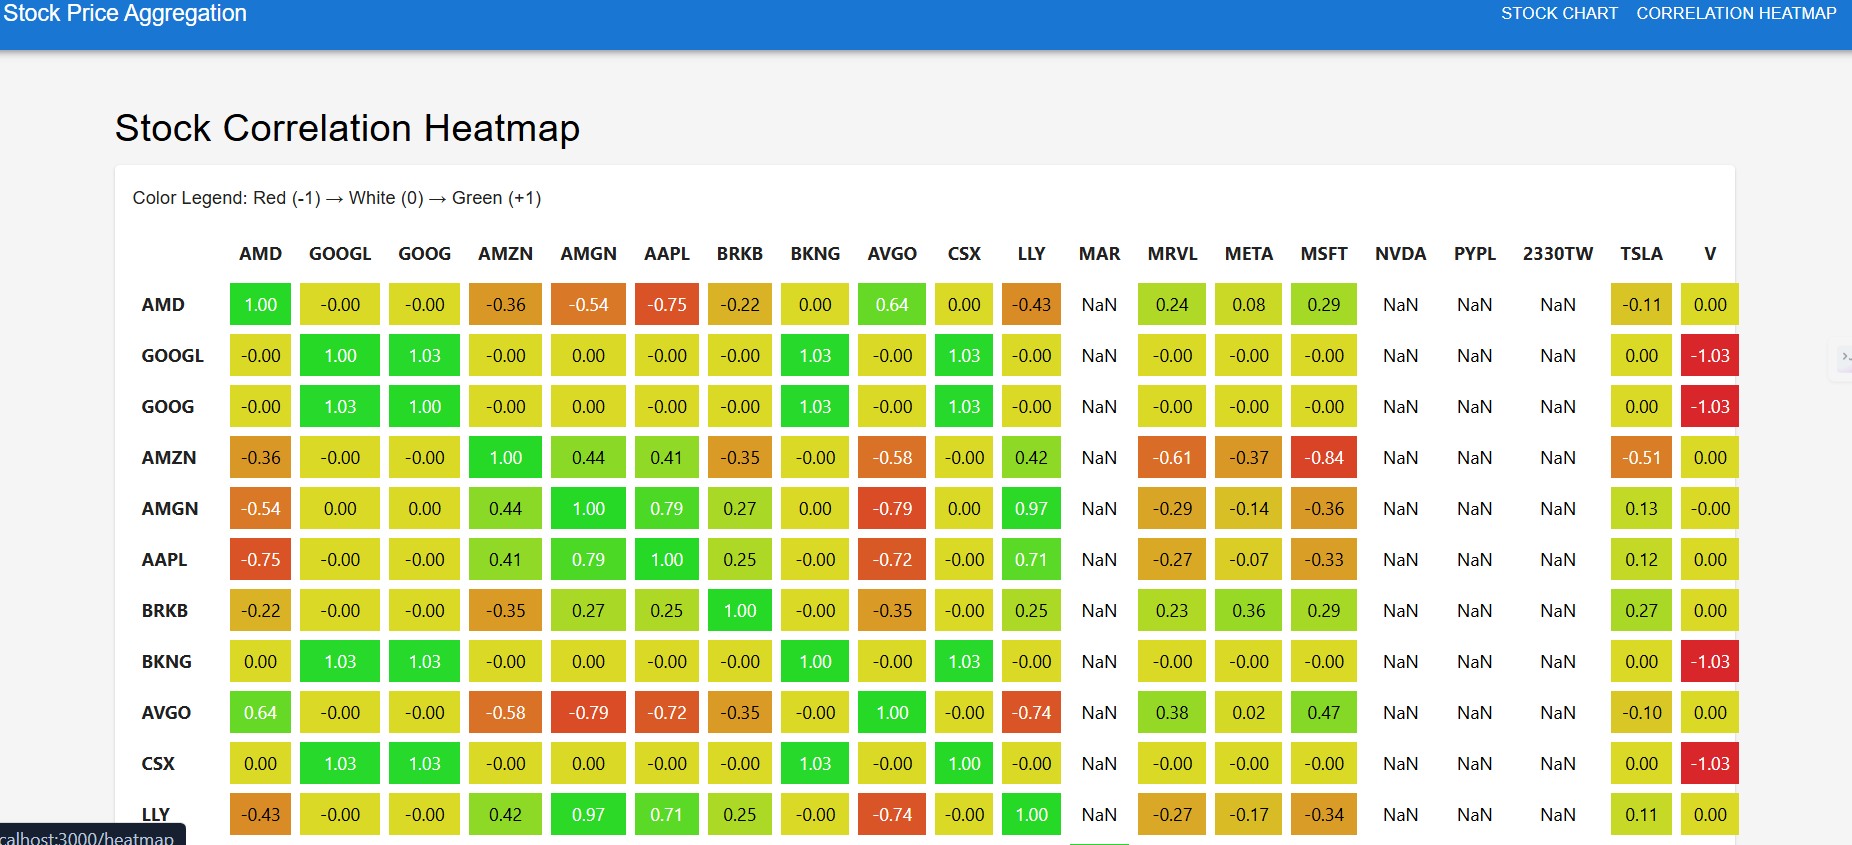 Stock Price Aggregation STOCK CHART CORRELATION HEATMAP
Stock Correlation Heatmap
Color Legend: Red (-1) → White (0) → Green (+1)
AMD GOOGL GOOG AMZN AMGN AAPL BRKB BKNG AVGO CSX LLY MAR MRVL META MSFT NVDA PYPL 2330TW TSLA V
AMD 1.00 -0.00 -0.00 -0.36 -0.54 -0.75 -0.22 0.00 0.64 0.00 -0.43 NaN 0.24 0.08 0.29 NaN NaN NaN -0.11 0.00
GOOGL -0.00 1.00 1.03 -0.00 0.00 -0.00 -0.00 1.03 -0.00 1.03 -0.00 NaN -0.00 -0.00 -0.00 NaN NaN NaN 0.00 -1.03
GOOG -0.00 1.03 1.00 -0.00 0.00 -0.00 -0.00 1.03 -0.00 1.03 -0.00 NaN -0.00 -0.00 -0.00 NaN NaN NaN 0.00 -1.03
AMZN -0.36 -0.00 -0.00 1.00 0.44 0.41 -0.35 -0.00 -0.58 -0.00 0.42 NaN -0.61 -0.37 -0.84 NaN NaN NaN -0.51 0.00
AMGN -0.54 0.00 0.00 0.44 1.00 0.79 0.27 0.00 -0.79 0.00 0.97 NaN -0.29 -0.14 -0.36 NaN NaN NaN 0.13 -0.00
AAPL -0.75 -0.00 -0.00 0.41 0.79 1.00 0.25 -0.00 -0.72 -0.00 0.71 NaN -0.27 -0.07 -0.33 NaN NaN NaN 0.12 0.00
BRKB -0.22 -0.00 -0.00 -0.35 0.27 0.25 1.00 -0.00 -0.35 -0.00 0.25 NaN 0.23 0.36 0.29 NaN NaN NaN 0.27 0.00
BKNG 0.00 1.03 1.03 -0.00 0.00 -0.00 -0.00 1.00 -0.00 1.03 -0.00 NaN -0.00 -0.00 -0.00 NaN NaN NaN 0.00 -1.03
AVGO 0.64 -0.00 -0.00 -0.58 -0.79 -0.72 -0.35 -0.00 1.00 -0.00 -0.74 NaN 0.38 0.02 0.47 NaN NaN NaN -0.10 0.00
CSX 0.00 1.03 1.03 -0.00 0.00 -0.00 -0.00 1.03 -0.00 1.00 -0.00 NaN -0.00 -0.00 -0.00 NaN NaN NaN 0.00 -1.03
LLY -0.43 -0.00 -0.00 0.42 0.97 0.71 0.25 -0.00 -0.74 -0.00 1.00 NaN -0.27 -0.17 -0.34 NaN NaN NaN 0.11 0.00
calhost:3000/heatmap